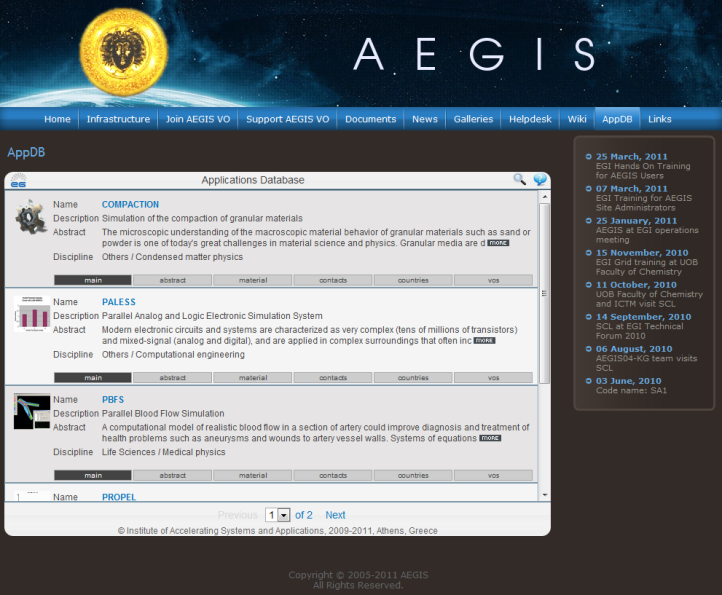 AEGIS
Home Infrastructure Join AEGIS VO Support AEGIS VO Documents News Galleries Helpdesk Wiki AppDB Links
AppDB
Applications Database
Name COMPACTION
Description Simulation of the compaction of granular materials
Abstract The microscopic understanding of the macroscopic material behavior of granular materials such as sand or
powder is one of today's great challenges in material science and physics. Granular media are d MORE
Discipline Others / Condensed matter physics
main abstract material contacts countries vos
Name PALESS
Description Parallel Analog and Logic Electronic Simulation System
Abstract Modern electronic circuits and systems are characterized as very complex (tens of millions of transistors)
and mixed-signal (analog and digital), and are applied in complex surroundings that often inc MORE
Discipline Others / Computational engineering
main abstract material contacts countries vos
Name PBFS
Description Parallel Blood Flow Simulation
Abstract A computational model of realistic blood flow in a section of artery could improve diagnosis and treatment of
health problems such as aneurysms and wounds to artery vessel walls. Systems of equations MORE
Discipline Life Sciences / Medical physics
main abstract material contacts countries vos
Name PROPEL
Previous 1 of 2 Next
© Institute of Accelerating Systems and Applications, 2009-2011, Athens, Greece
25 March, 2011
EGI Hands On Training
for AEGIS Users
07 March, 2011
EGI Training for AEGIS
Site Administrators
25 January, 2011
AEGIS at EGI operations
meeting
15 November, 2010
EGI Grid training at UOB
Faculty of Chemistry
11 October, 2010
UOB Faculty of Chemistry
and ICTM visit SCL
14 September, 2010
SCL at EGI Technical
Forum 2010
06 August, 2010
AEGIS04-KG team visits
SCL
03 June, 2010
Code name: SA1
Copyright © 2005-2011 AEGIS
All Rights Reserved.